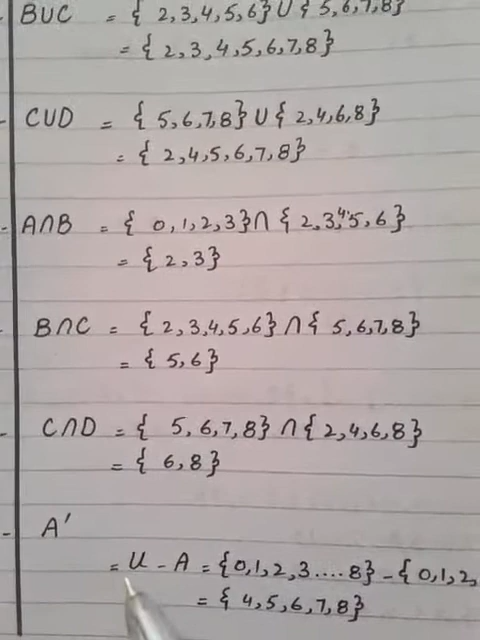 BUC = { 2,3,4,5,6} U { 5,6,7,8}
= { 2,3,4,5,6,7,8}
- CUD = { 5,6,7,8} U { 2,4,6,8}
= { 2,4,5,6,7,8}
- A∩B = { 0,1,2,3} ∩ { 2,3,4,5,6}
= { 2,3}
- B∩C = { 2,3,4,5,6} ∩ { 5,6,7,8}
= { 5,6}
- C∩D = { 5,6,7,8} ∩ { 2,4,6,8}
= { 6,8}
- A'
= U - A = {0,1,2,3....8} - { 0,1,2,
= { 4,5,6,7,8}